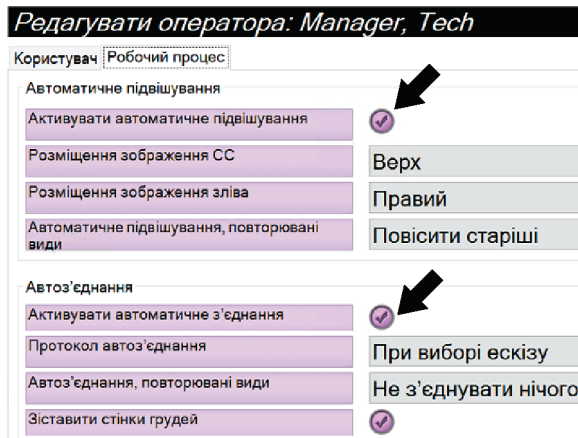 Редагувати оператора: Manager, Tech
Користувач Робочий процес
Автоматичне підвішування
Активувати автоматичне підвішування
Розміщення зображення CC Верх
Розміщення зображення зліва Правий
Автоматичне підвішування, повторювані
види Повісити старіші
Автоз’єднання
Активувати автоматичне з’єднання
Протокол автоз’єднання При виборі ескізу
Автоз’єднання, повторювані види Не з’єднувати нічого
Зіставити стінки грудей